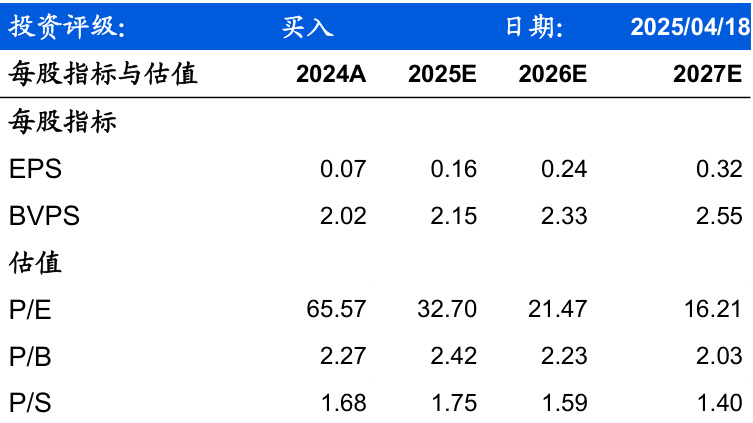 投资评级: 买入 日期: 2025/04/18
每股指标与估值 2024A 2025E 2026E 2027E
每股指标
EPS 0.07 0.16 0.24 0.32
BVPS 2.02 2.15 2.33 2.55
估值
P/E 65.57 32.70 21.47 16.21
P/B 2.27 2.42 2.23 2.03
P/S 1.68 1.75 1.59 1.40